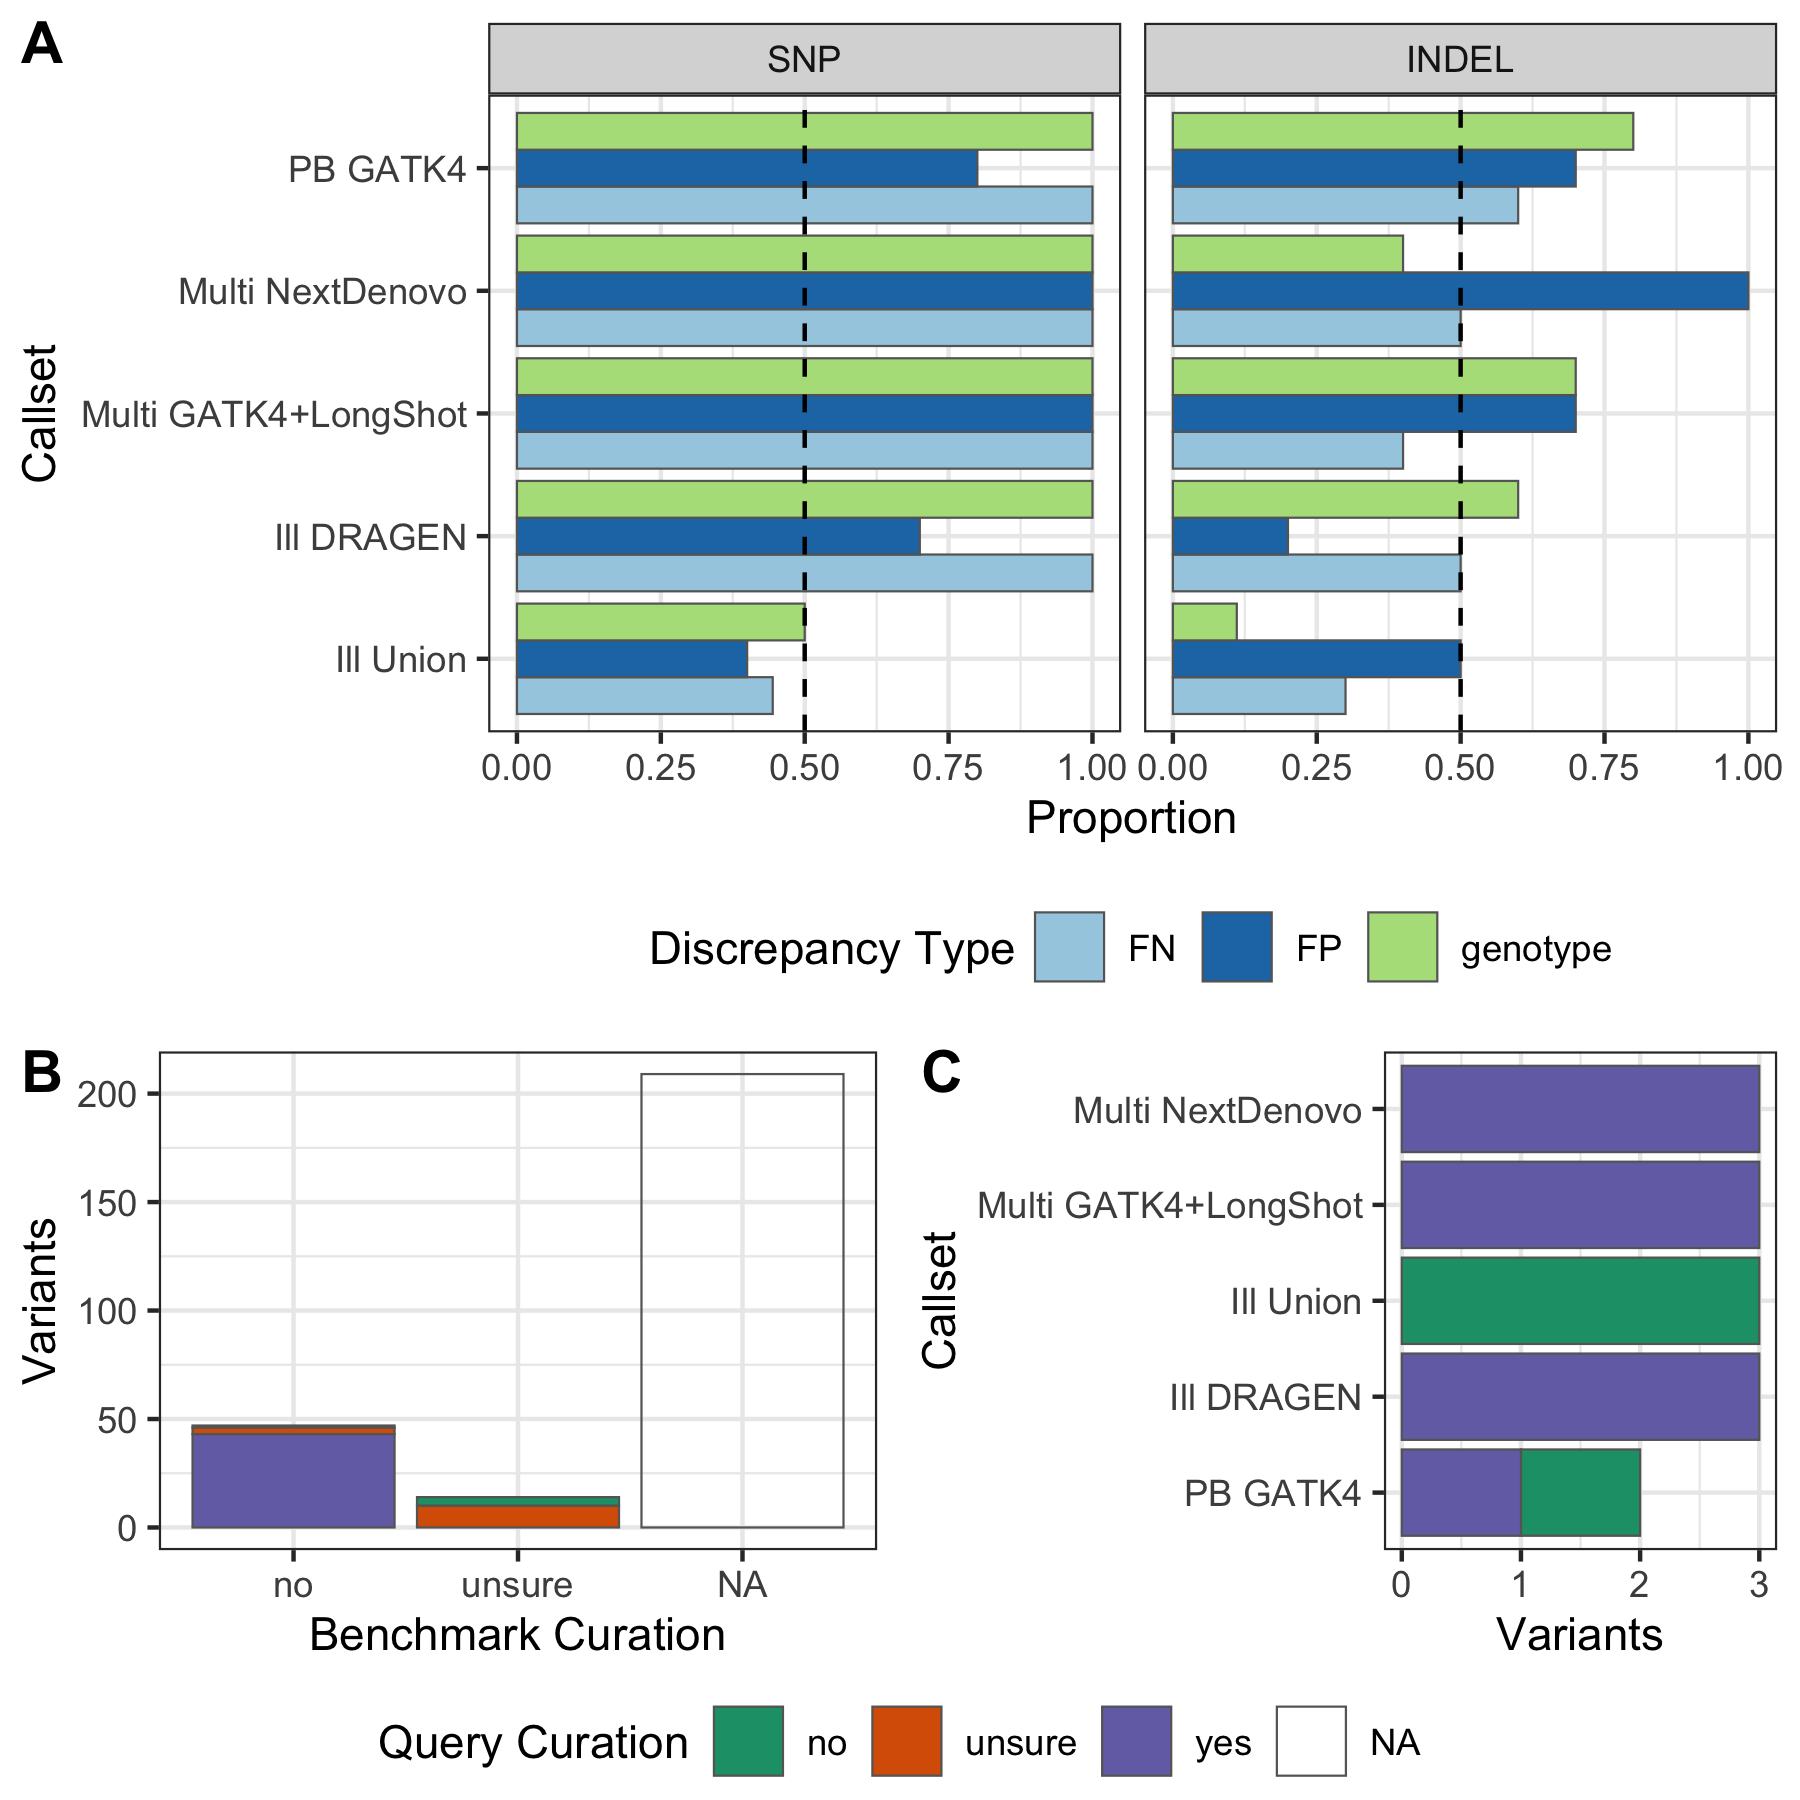 A
SNP
INDEL
PB GATK4
Multi NextDenovo
Multi GATK4+LongShot
Ill DRAGEN
Ill Union
Callset
0.00 0.25 0.50 0.75 1.00
0.00 0.25 0.50 0.75 1.00
Proportion
Discrepancy Type FN FP genotype
B
200
150
100
50
0
Variants
no unsure NA
Benchmark Curation
C
Multi NextDenovo
Multi GATK4+LongShot
Ill Union
Ill DRAGEN
PB GATK4
Callset
0 1 2 3
Variants
Query Curation no unsure yes NA